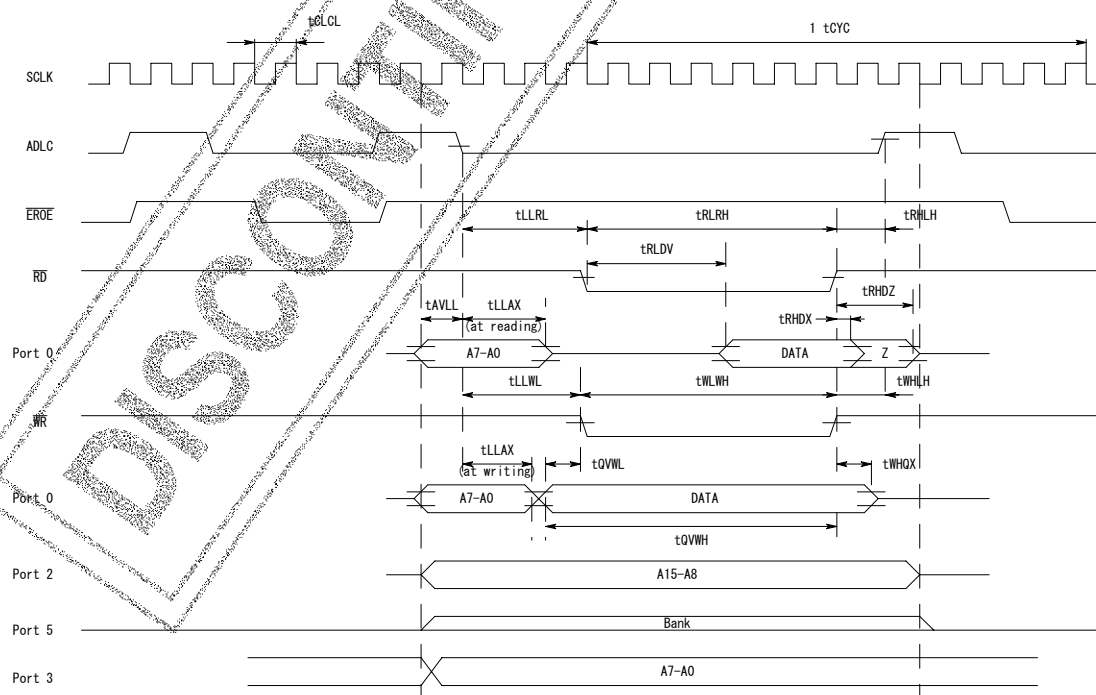 tCLCL
1 tCYC
SCLK
ADLC
EROE
tLLRL
tRLRH
tRHLH
tRLDV
RD
tAVLL
tLLAX
tRHDZ
(at reading)
tRHDX
Port 0
A7-A0
DATA
Z
tLLWL
tWLWH
tWHLH
WR
tLLAX
tQVWL
tWHQX
(at writing)
Port 0
A7-A0
DATA
tQVWH
Port 2
A15-A8
Port 5
Bank
Port 3
A7-A0
DISCONTI